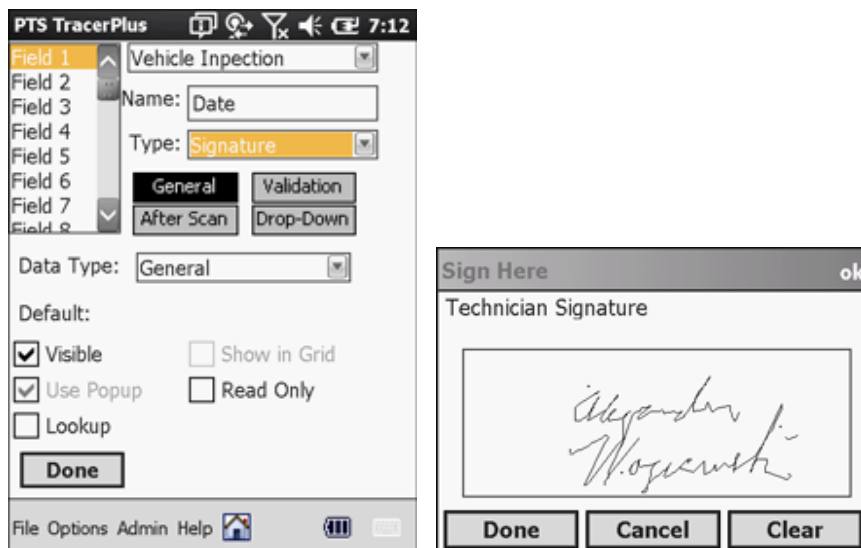 PTS TracerPlus 7:12
Field 1
Field 2
Field 3
Field 4
Field 5
Field 6
Field 7
Field 8
Vehicle Inpection
Name: Date
Type: Signature
General Validation
After Scan Drop-Down
Data Type: General
Default:
Visible Show in Grid
Use Popup Read Only
Lookup
Done
File Options Admin Help
Sign Here ok
Technician Signature
Done Cancel Clear